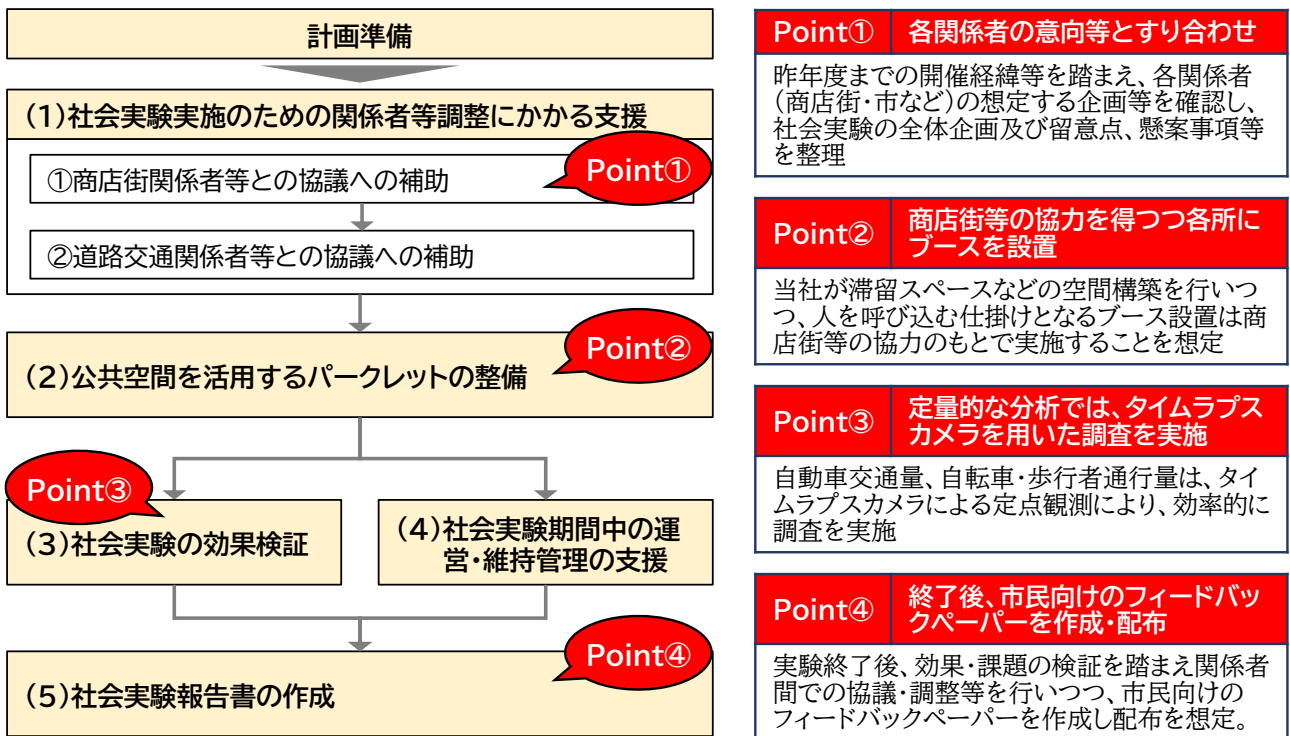 計画準備
(1)社会実験実施のための関係者等調整にかかる支援
Point①
①商店街関係者等との協議への補助
②道路交通関係者等との協議への補助
Point②
(2)公共空間を活用するパークレットの整備
Point③
(3)社会実験の効果検証
(4)社会実験期間中の運
営・維持管理の支援
Point④
(5)社会実験報告書の作成
Point① 各関係者の意向等とすり合わせ
昨年度までの開催経緯等を踏まえ、各関係者
(商店街・市など)の想定する企画等を確認し、
社会実験の全体企画及び留意点、懸案事項等
を整理
Point② 商店街等の協力を得つつ各所に
ブースを設置
当社が滞留スペースなどの空間構築を行いつ
つ、人を呼び込む仕掛けとなるブース設置は商
店街等の協力のもとで実施することを想定
Point③ 定量的な分析では、タイムラプス
カメラを用いた調査を実施
自動車交通量、自転車・歩行者通行量は、タイ
ムラプスカメラによる定点観測により、効率的に
調査を実施
Point④ 終了後、市民向けのフィードバッ
クペーパーを作成・配布
実験終了後、効果・課題の検証を踏まえ関係者
間での協議・調整等を行いつつ、市民向けの
フィードバックペーパーを作成し配布を想定。